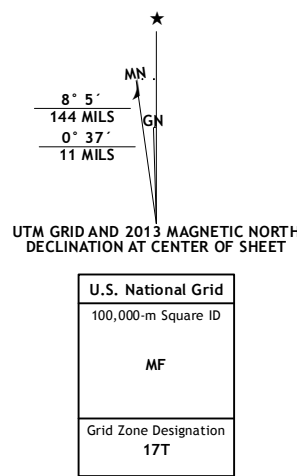 ★
MN
8° 5´
144 MILS
GN
0° 37´
11 MILS
UTM GRID AND 2013 MAGNETIC NORTH
DECLINATION AT CENTER OF SHEET
U.S. National Grid
100,000-m Square ID
MF
Grid Zone Designation
17T